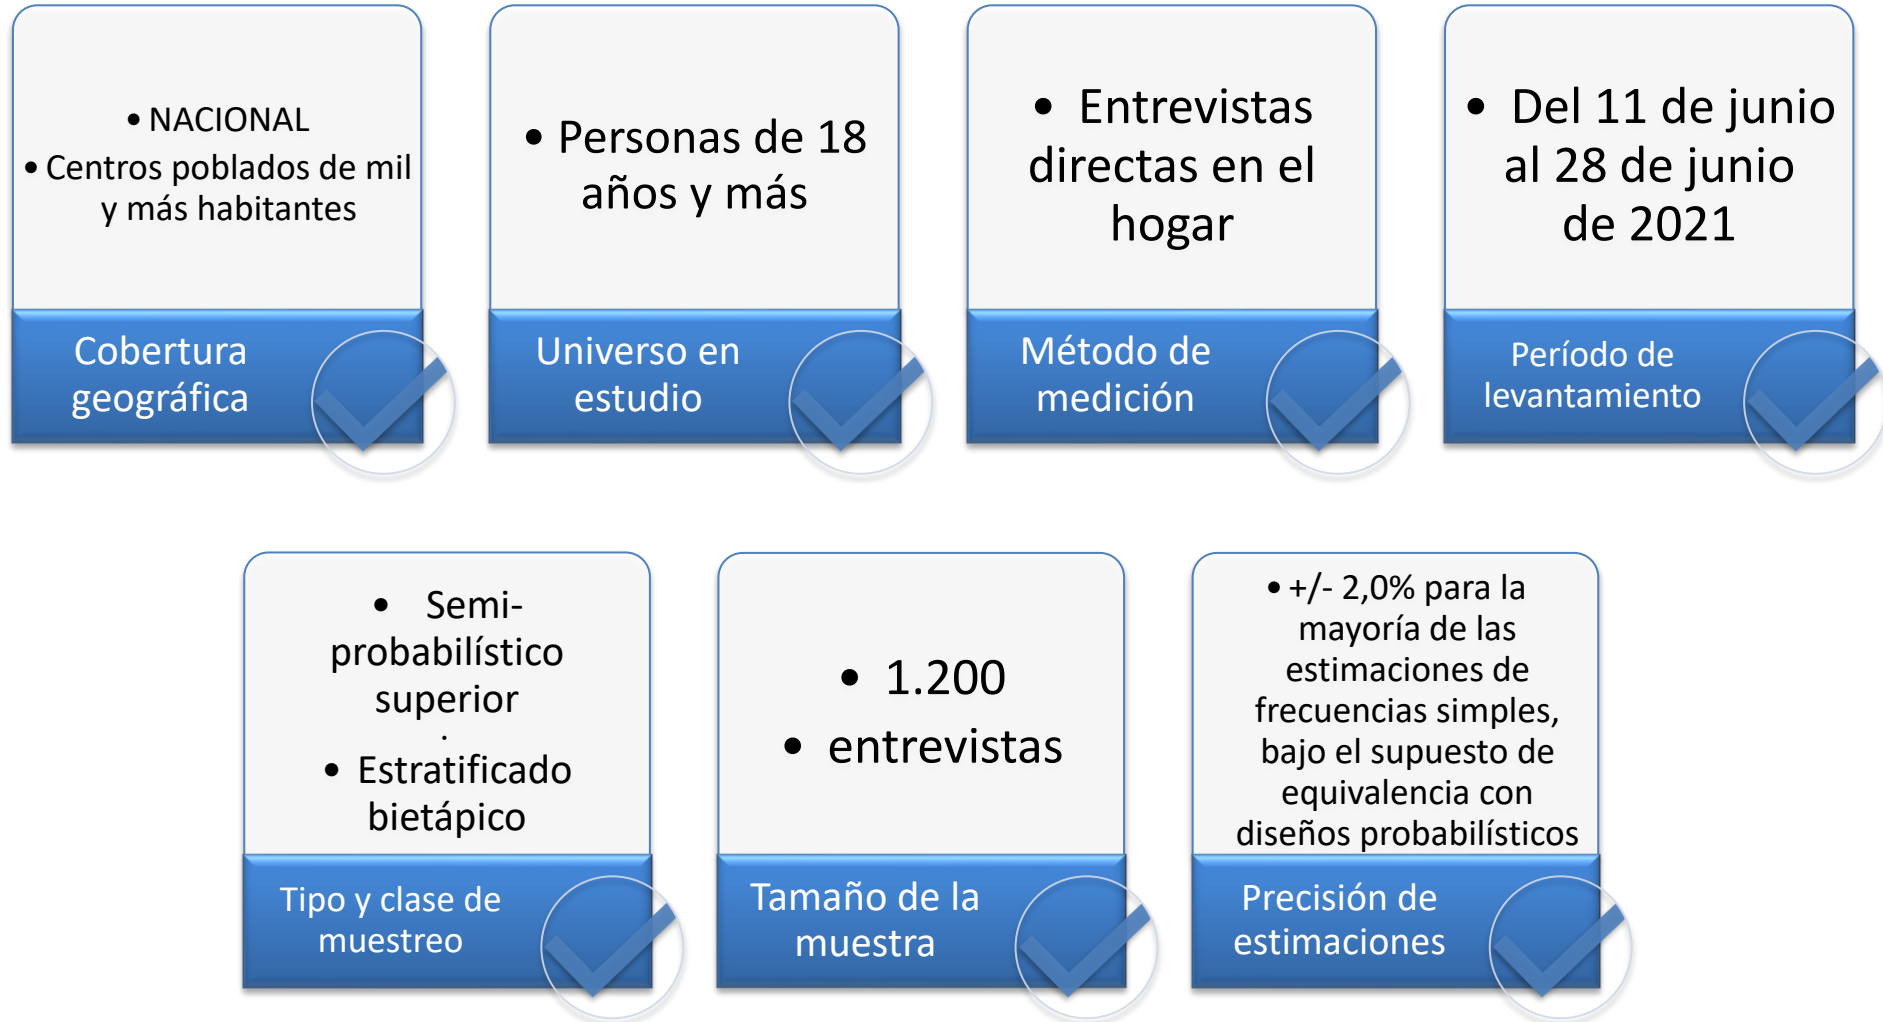 • NACIONAL
• Centros poblados de mil
y más habitantes
Cobertura
geográfica
• Personas de 18
años y más
Universo en
estudio
• Entrevistas
directas en el
hogar
Método de
medición
• Del 11 de junio
al 28 de junio
de 2021
Período de
levantamiento
• Semi-
probabilístico
superior
.
• Estratificado
bietápico
Tipo y clase de
muestreo
• 1.200
• entrevistas
Tamaño de la
muestra
• +/- 2,0% para la
mayoría de las
estimaciones de
frecuencias simples,
bajo el supuesto de
equivalencia con
diseños probabilísticos
Precisión de
estimaciones